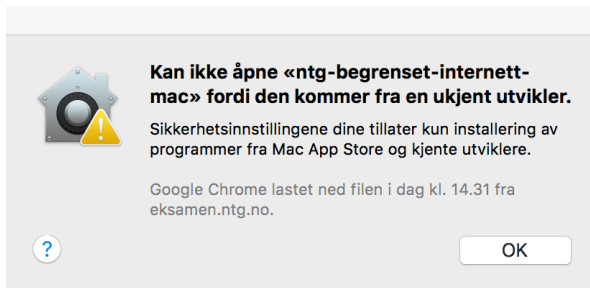 Kan ikke åpne «ntg-begrenset-internett-
mac» fordi den kommer fra en ukjent utvikler.
Sikkerhetsinnstillingene dine tillater kun installering av
programmer fra Mac App Store og kjente utviklere.
Google Chrome lastet ned filen i dag kl. 14.31 fra
eksamen.ntg.no.
?
OK